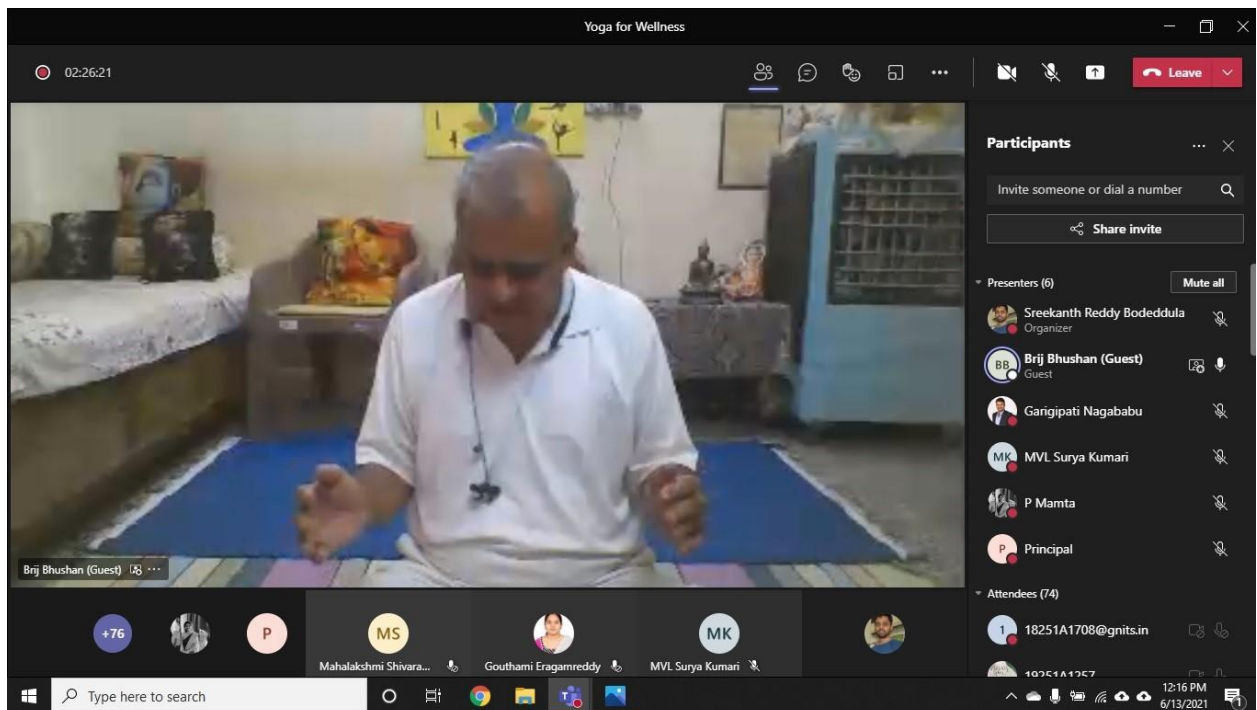 Yoga for Wellness
02:26:21
Leave
Participants
Invite someone or dial a number
Share invite
Presenters (6)
Mute all
Sreekanth Reddy Bodeddula
Organizer
BB
Brij Bhushan (Guest)
Guest
Garigipati Nagababu
MK
MVL Surya Kumari
P Mamta
P
Principal
Attendees (74)
1
18251A1708@gnits.in
19251A1257
Brij Bhushan (Guest)
+76
P
MS
Mahalakshmi Shivara...
Gouthami Eragamreddy
MK
MVL Surya Kumari
Type here to search
12:16 PM
6/13/2021
1